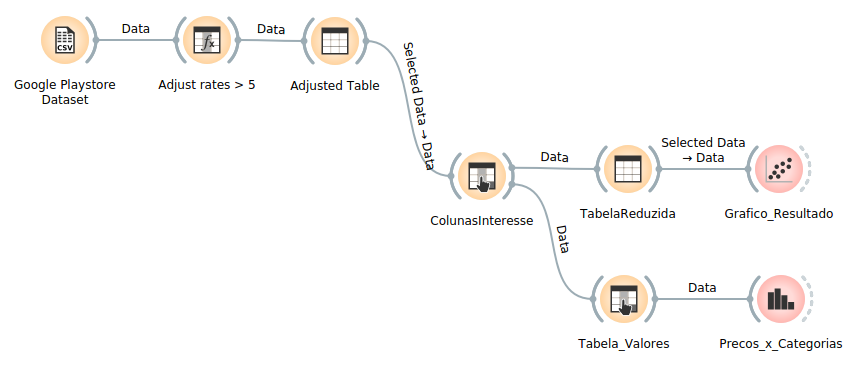 Data
Data
CSV
fx
Google Playstore
Dataset
Adjust rates > 5
Adjusted Table
Selected Data → Data
Data
Selected Data
→ Data
ColunasInteresse
TabelaReduzida
Grafico_Resultado
Data
Data
Tabela_Valores
Precos_x_Categorias